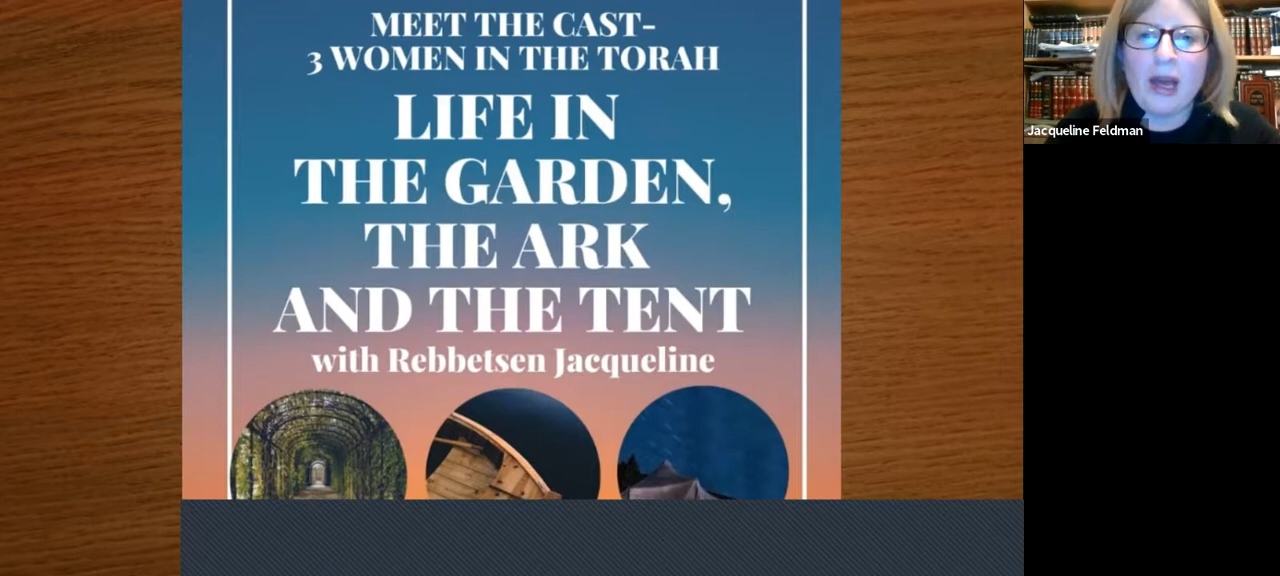 MEET THE CAST-
3 WOMEN IN THE TORAH
LIFE IN
THE GARDEN,
THE ARK
AND THE TENT
with Rebbetsen Jacqueline
Jacqueline Feldman